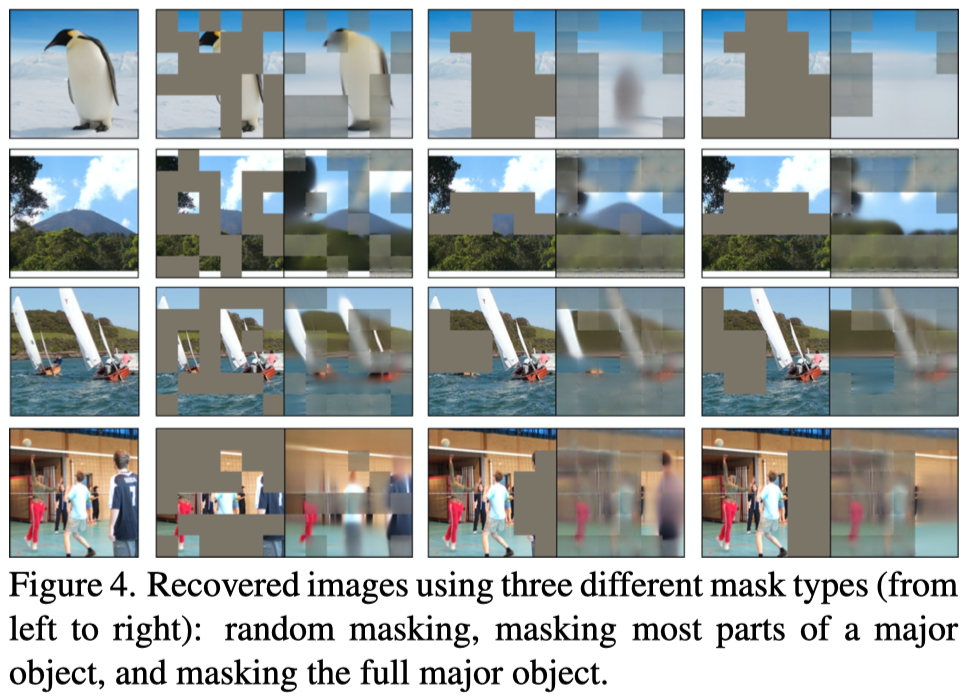 Figure 4. Recovered images using three different mask types (from
left to right): random masking, masking most parts of a major
object, and masking the full major object.